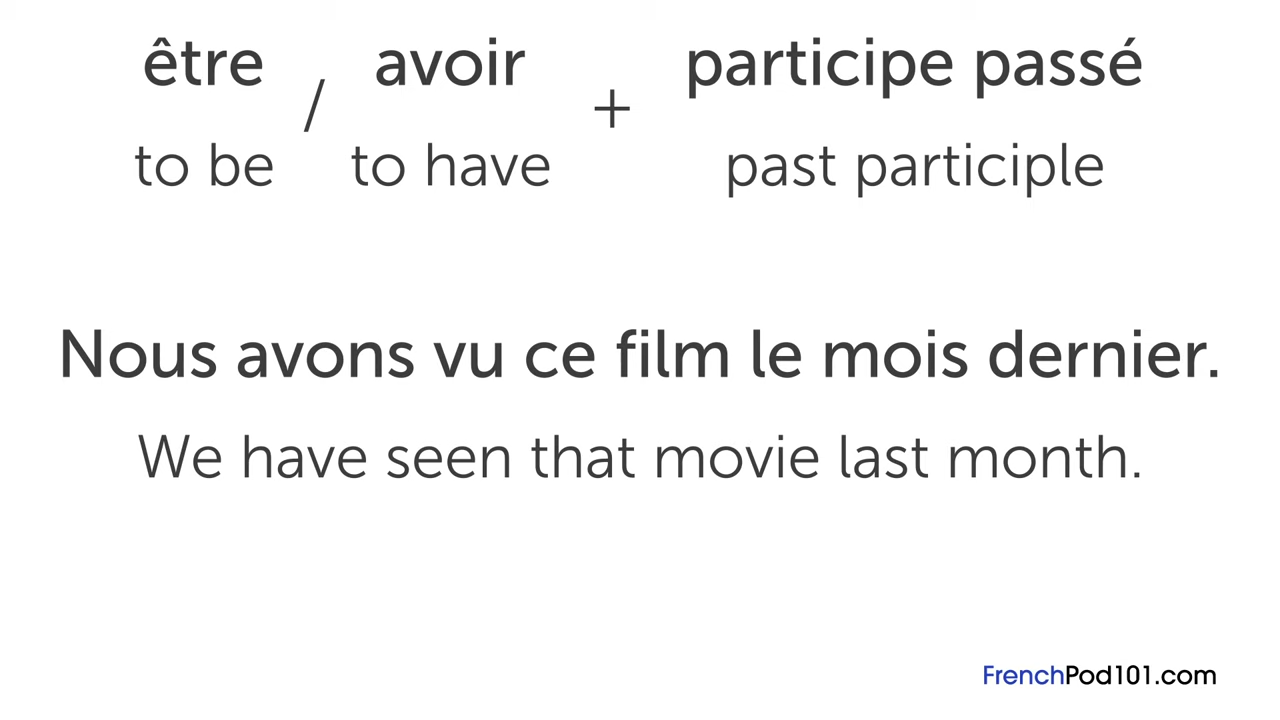 être / avoir + participe passé
to be to have past participle
Nous avons vu ce film le mois dernier.
We have seen that movie last month.
FrenchPod101.com